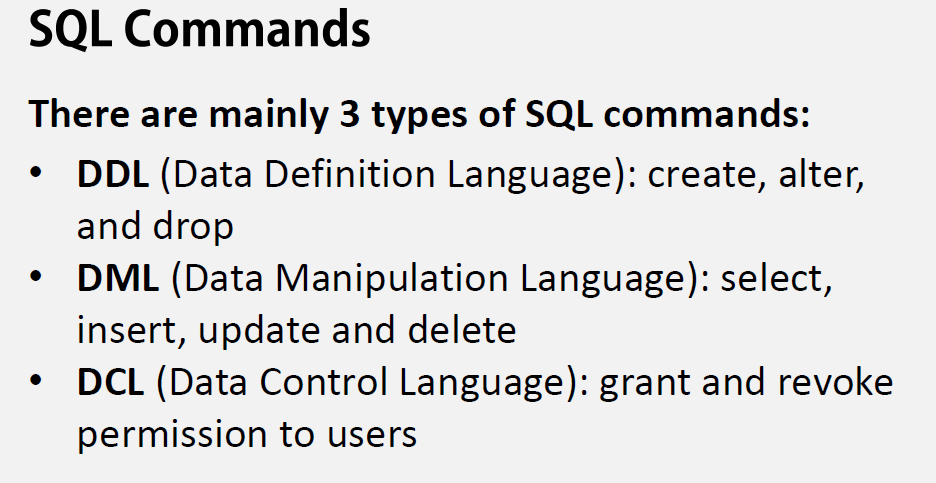 SQL Commands
There are mainly 3 types of SQL commands:
• DDL (Data Definition Language): create, alter,
and drop
• DML (Data Manipulation Language): select,
insert, update and delete
• DCL (Data Control Language): grant and revoke
permission to users